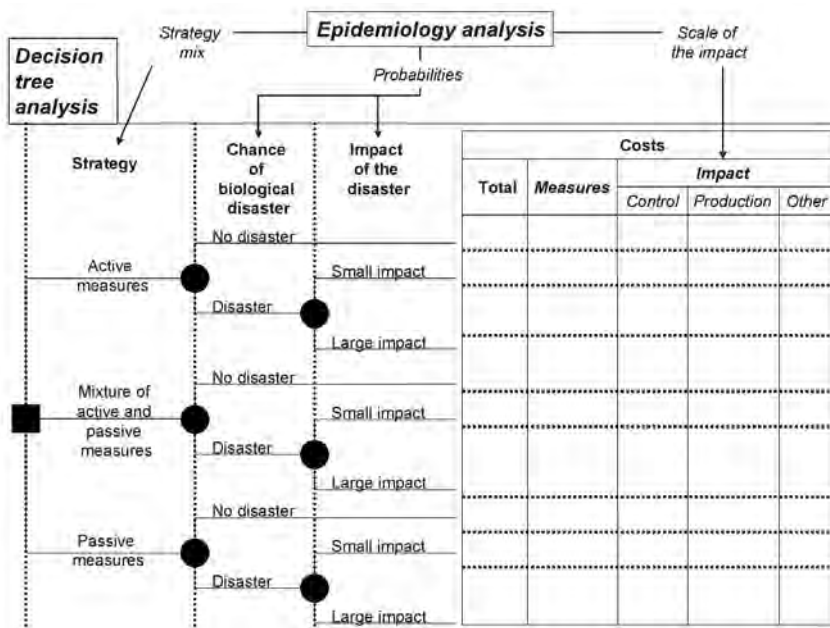 Epidemiology analysis
Strategy
mix
Scale of
the impact
Decision
tree
analysis
Probabilities
Strategy
Chance
of
biological
disaster
Impact
of the
disaster
Costs
Total
Measures
Impact
Control
Production
Other
No disaster
Active
measures
Small impact
Disaster
Large impact
No disaster
Mixture of
active and
passive
measures
Small impact
Disaster
Large impact
No disaster
Passive
measures
Small impact
Disaster
Large impact